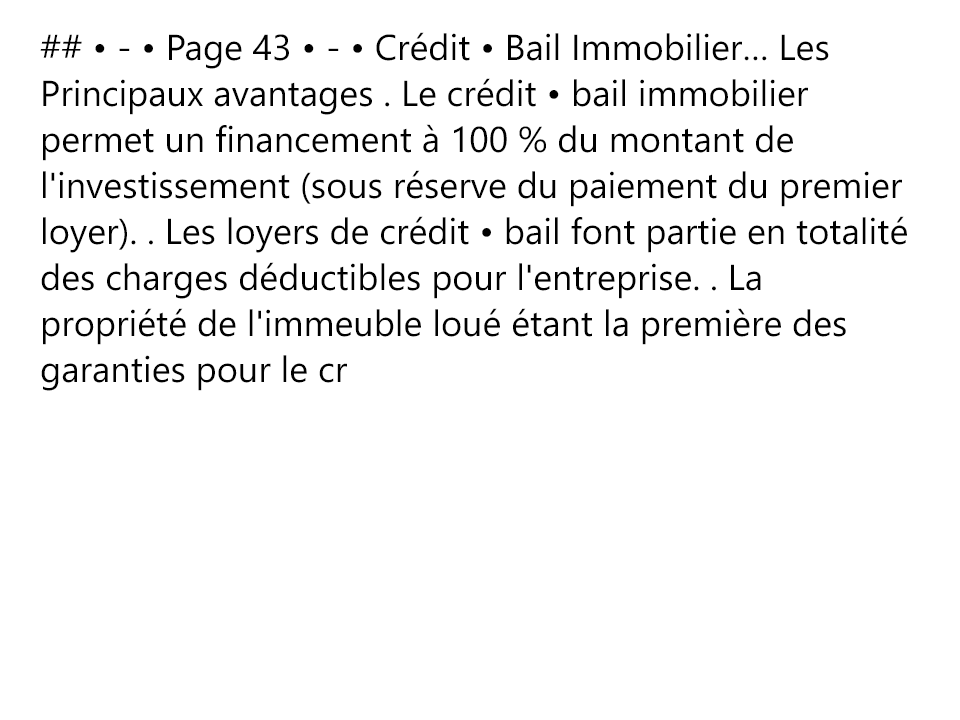 ## • - • Page 43 • - • Crédit • Bail Immobilier... Les
Principaux avantages . Le crédit • bail immobilier
permet un financement à 100 % du montant de
l'investissement (sous réserve du paiement du premier
loyer). . Les loyers de crédit • bail font partie en totalité
des charges déductibles pour l'entreprise. . La
propriété de l'immeuble loué étant la première des
garanties pour le cr